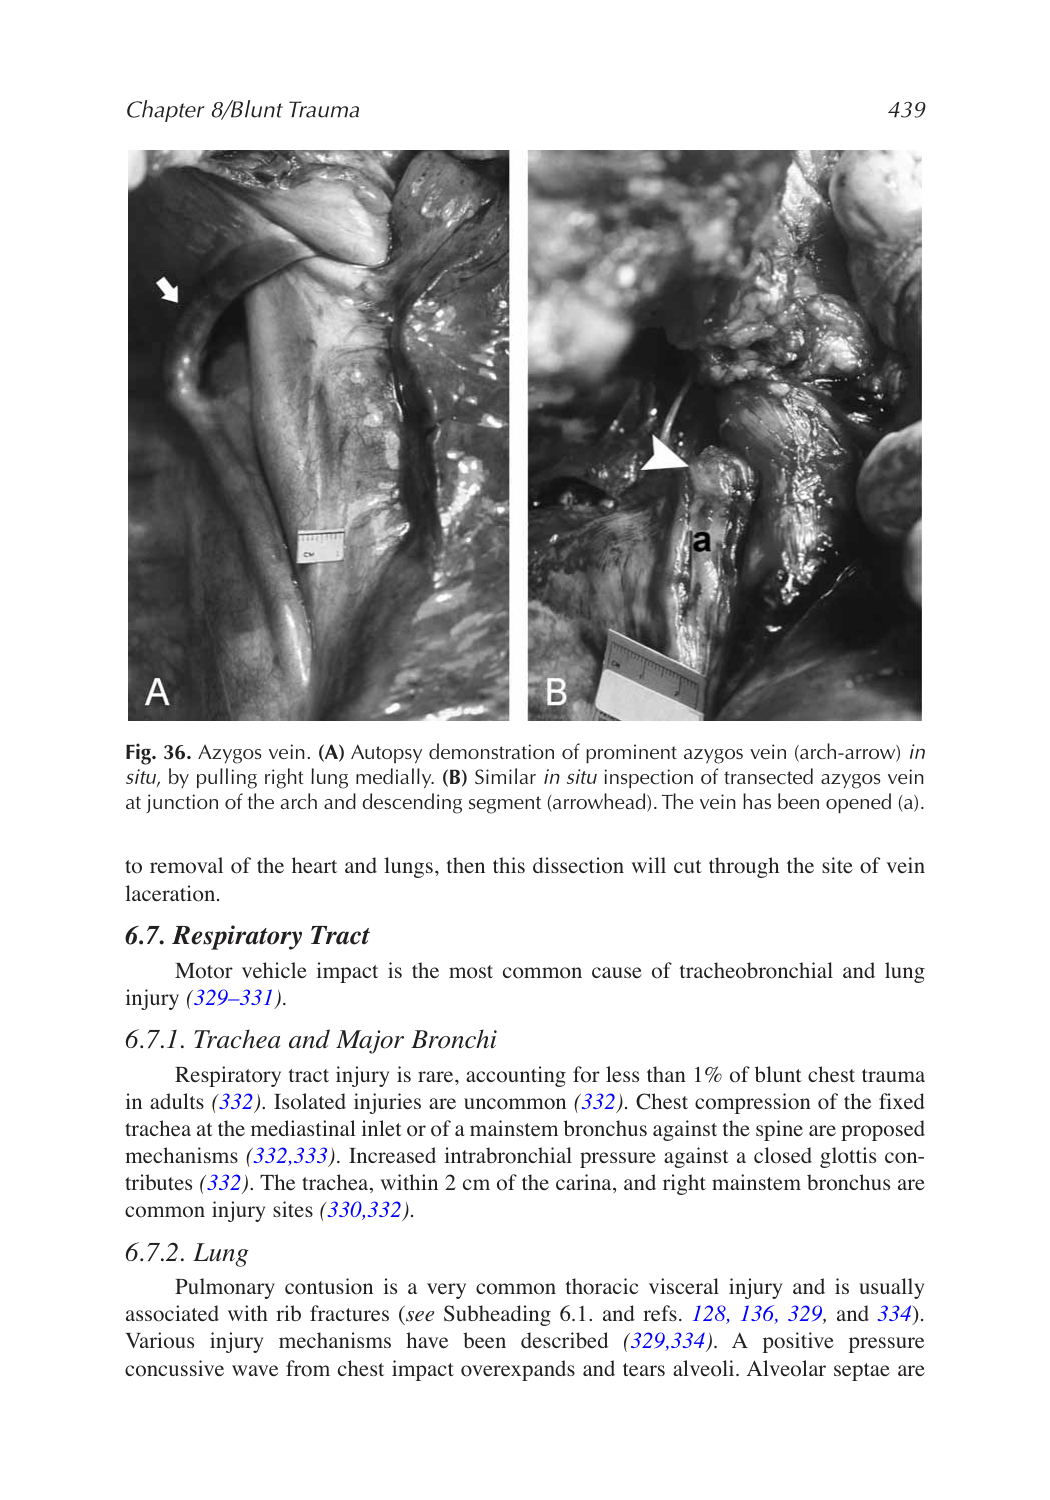 Chapter 8/Blunt Trauma 439
A
CM
B
CM
a
Fig. 36. Azygos vein. (A) Autopsy demonstration of prominent azygos vein (arch-arrow) in
situ, by pulling right lung medially. (B) Similar in situ inspection of transected azygos vein
at junction of the arch and descending segment (arrowhead). The vein has been opened (a).
to removal of the heart and lungs, then this dissection will cut through the site of vein
laceration.
6.7. Respiratory Tract
Motor vehicle impact is the most common cause of tracheobronchial and lung
injury (329–331).
6.7.1. Trachea and Major Bronchi
Respiratory tract injury is rare, accounting for less than 1% of blunt chest trauma
in adults (332). Isolated injuries are uncommon (332). Chest compression of the fixed
trachea at the mediastinal inlet or of a mainstem bronchus against the spine are proposed
mechanisms (332,333). Increased intrabronchial pressure against a closed glottis con-
tributes (332). The trachea, within 2 cm of the carina, and right mainstem bronchus are
common injury sites (330,332).
6.7.2. Lung
Pulmonary contusion is a very common thoracic visceral injury and is usually
associated with rib fractures (see Subheading 6.1. and refs. 128, 136, 329, and 334).
Various injury mechanisms have been described (329,334). A positive pressure
concussive wave from chest impact overexpands and tears alveoli. Alveolar septae are